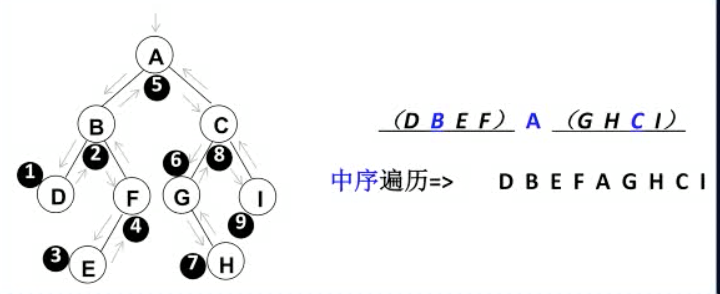 A
5
B
C
2
6
8
1
D
F
G
I
4
9
3
E
7
H
（D B E F） A （G H C I）
中序遍历=> D B E F A G H C I